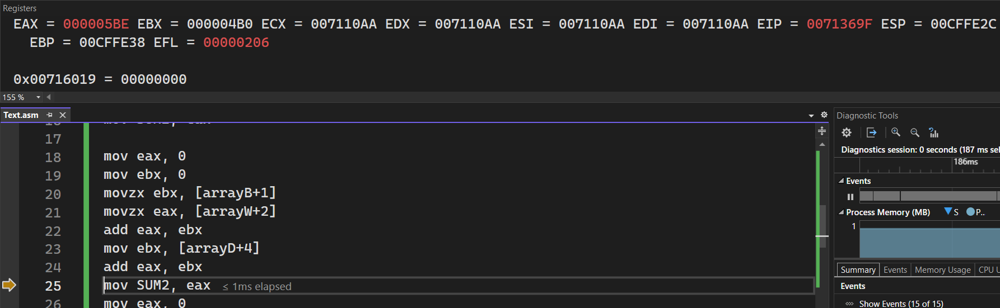 Registers
EAX = 000005BE EBX = 000004B0 ECX = 007110AA EDX = 007110AA ESI = 007110AA EDI = 007110AA EIP = 0071369F ESP = 00CFFE2C
EBP = 00CFFE38 EFL = 00000206
0x00716019 = 00000000
155 %
Text.asm
17
18 mov eax, 0
19 mov ebx, 0
20 movzx ebx, [arrayB+1]
21 movzx eax, [arrayW+2]
22 add eax, ebx
23 mov ebx, [arrayD+4]
24 add eax, ebx
25 mov SUM2, eax ≤ 1ms elapsed
26 mov eax, 0
Diagnostic Tools
Diagnostics session: 0 seconds (187 ms sel
186ms
Events
Process Memory (MB) S P..
1
Summary Events Memory Usage CPU U
Events
Show Events (15 of 15)